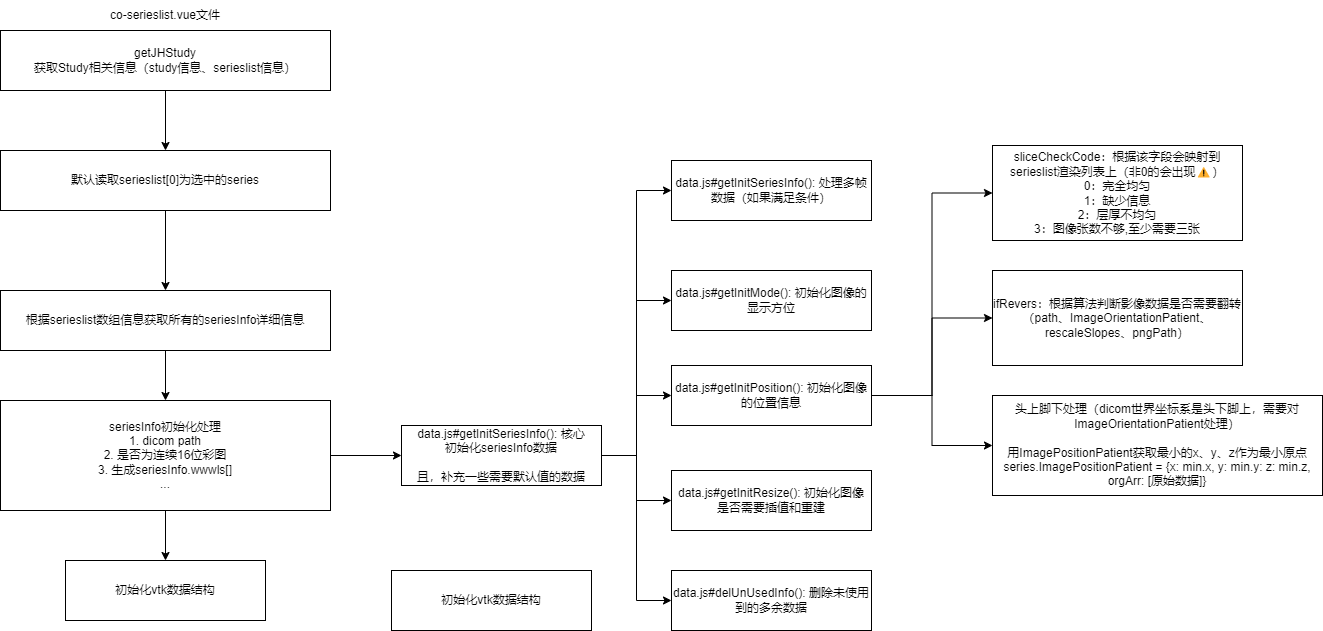 co-serieslist.vue文件
getJHStudy
获取Study相关信息（study信息、serieslist信息）
默认读取serieslist[0]为选中的series
根据serieslist数组信息获取所有的seriesInfo详细信息
seriesInfo初始化处理
1. dicom path
2. 是否为连续16位彩图
3. 生成seriesInfo.wwwls[]
...
初始化vtk数据结构
data.js#getInitSeriesInfo(): 核心
初始化seriesInfo数据
且，补充一些需要默认值的数据
初始化vtk数据结构
data.js#getInitSeriesInfo(): 处理多帧
数据（如果满足条件）
data.js#getInitMode(): 初始化图像的
显示方位
data.js#getInitPosition(): 初始化图像
的位置信息
data.js#getInitResize(): 初始化图像
是否需要插值和重建
data.js#delUnUsedInfo(): 删除未使用
到的多余数据
sliceCheckCode：根据该字段会映射到
serieslist渲染列表上（非0的会出现⚠️）
0：完全均匀
1：缺少信息
2：层厚不均匀
3：图像张数不够,至少需要三张
ifRevers：根据算法判断影像数据是否需要翻转
（path、ImageOrientationPatient、
rescaleSlopes、pngPath）
头上脚下处理（dicom世界坐标系是头下脚上，需要对
ImageOrientationPatient处理）
用ImagePositionPatient获取最小的x、y、z作为最小原点
series.ImagePositionPatient = {x: min.x, y: min.y: z: min.z,
orgArr: [原始数据]}